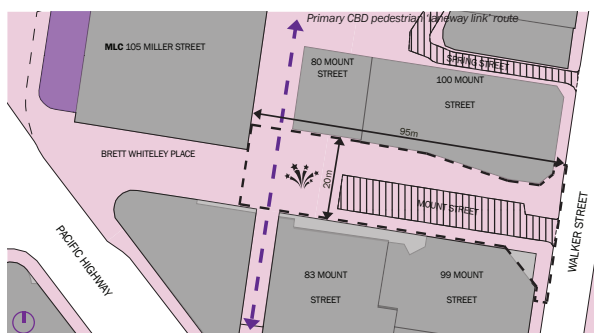 Primary CBD pedestrian 'laneway link' route
MLC 105 MILLER STREET
80 MOUNT
STREET
SPRING STREET
100 MOUNT
STREET
95m
BRETT WHITELEY PLACE
20m
MOUNT STREET
WALKER STREET
PACIFIC HIGHWAY
83 MOUNT
STREET
99 MOUNT
STREET